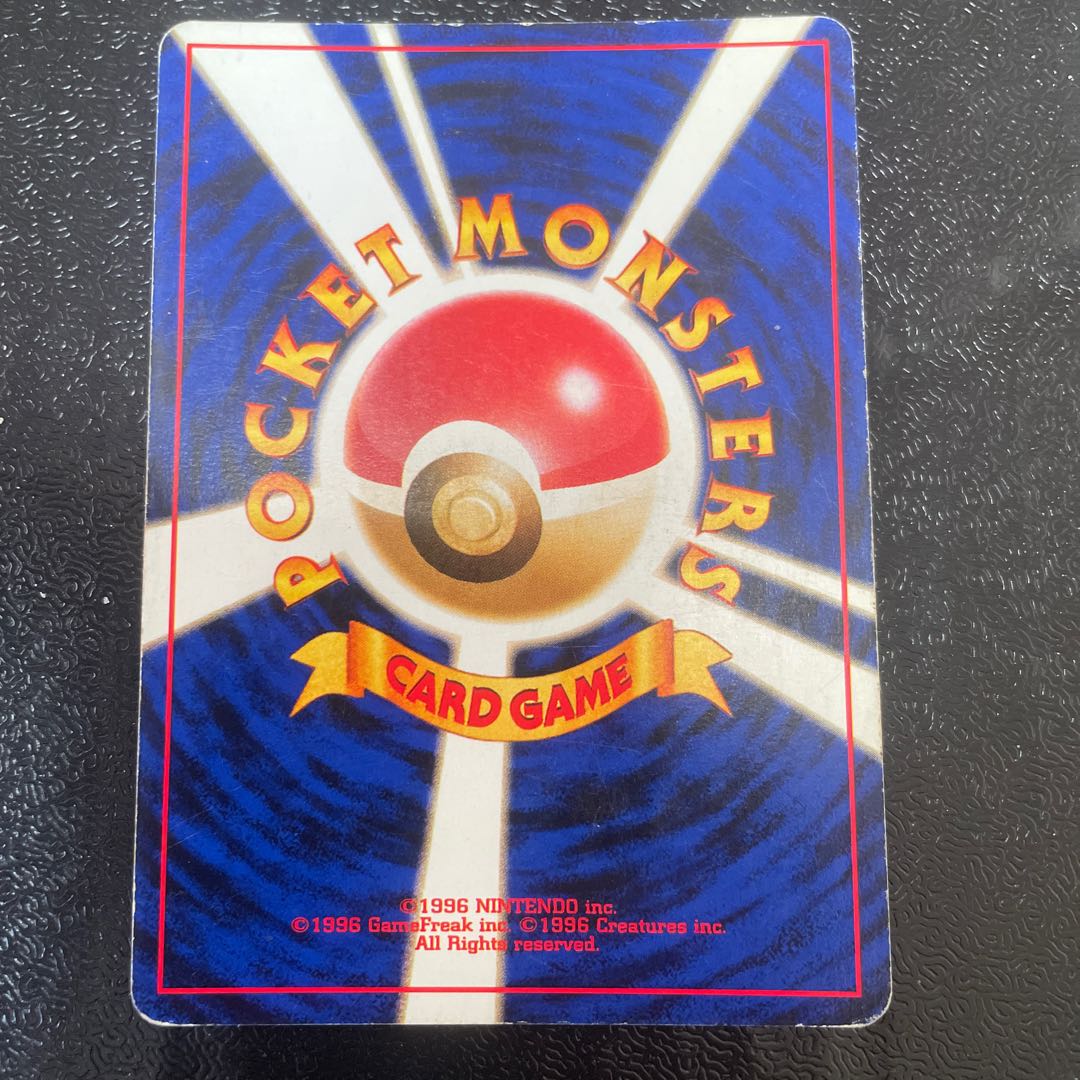 POCKET MONSTERS
CARD GAME
©1996 NINTENDO inc.
©1996 GameFreak inc. ©1996 Creatures inc.
All Rights reserved.